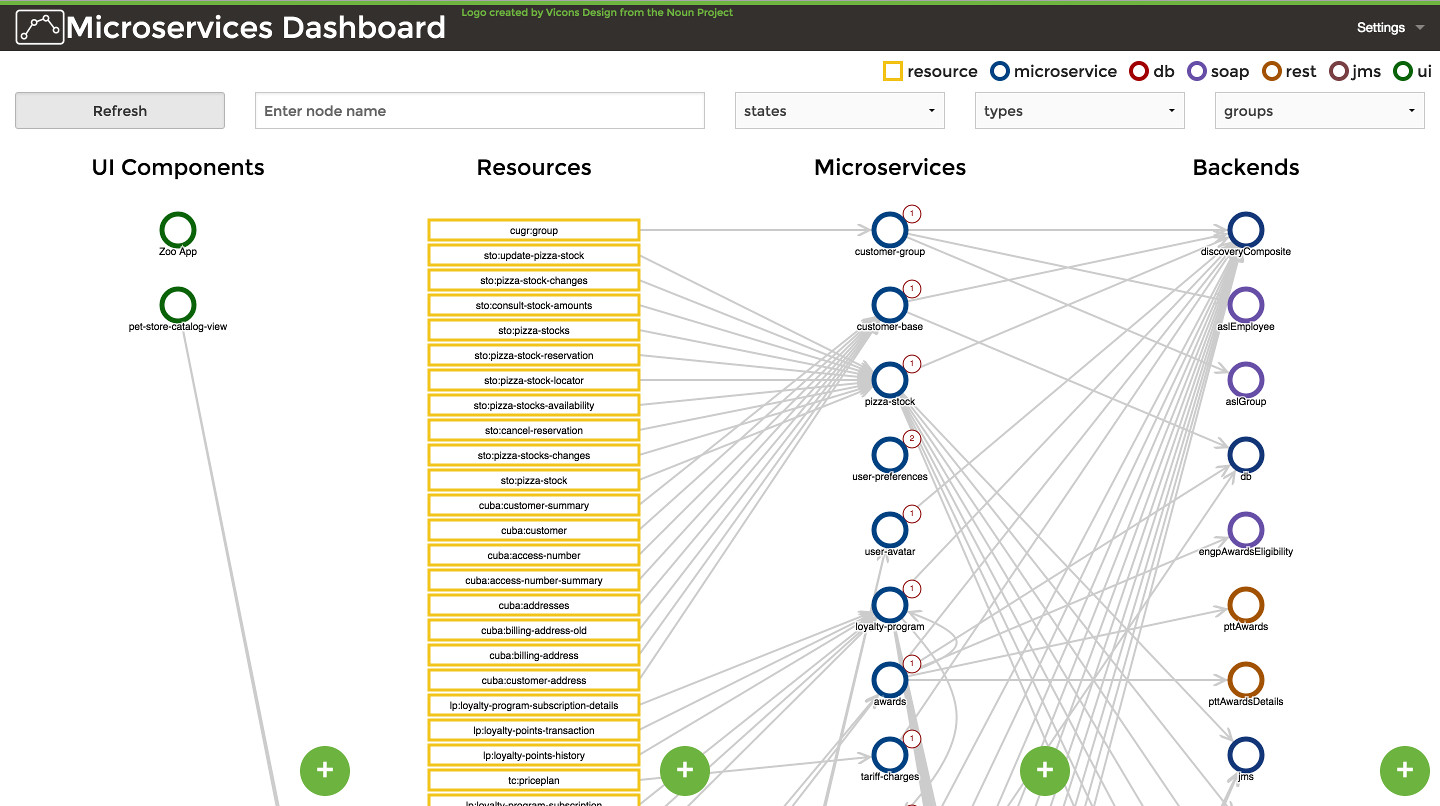 Logo created by Vicons Design from the Noun Project
Microservices Dashboard
Settings
resource microservice db soap rest jms ui
Refresh
Enter node name
states
types
groups
UI Components
Resources
Microservices
Backends
Zoo App
pet-store-catalog-view
cugr:group
sto:update-pizza-stock
sto:pizza-stock-changes
sto:consult-stock-amounts
sto:pizza-stocks
sto:pizza-stock-reservation
sto:pizza-stock-locator
sto:pizza-stocks-availability
sto:cancel-reservation
sto:pizza-stocks-changes
sto:pizza-stock
cuba:customer-summary
cuba:customer
cuba:access-number
cuba:access-number-summary
cuba:addresses
cuba:billing-address-old
cuba:billing-address
cuba:customer-address
lp:loyalty-program-subscription-details
lp:loyalty-points-transaction
lp:loyalty-points-history
tc:priceplan
lp:loyalty-program-subscription
1
customer-group
1
customer-base
1
pizza-stock
2
user-preferences
1
user-avatar
1
loyalty-program
1
awards
1
tariff-charges
discoveryComposite
aslEmployee
aslGroup
db
engpAwardsEligibility
pttAwards
pttAwardsDetails
jms
+
+
+
+